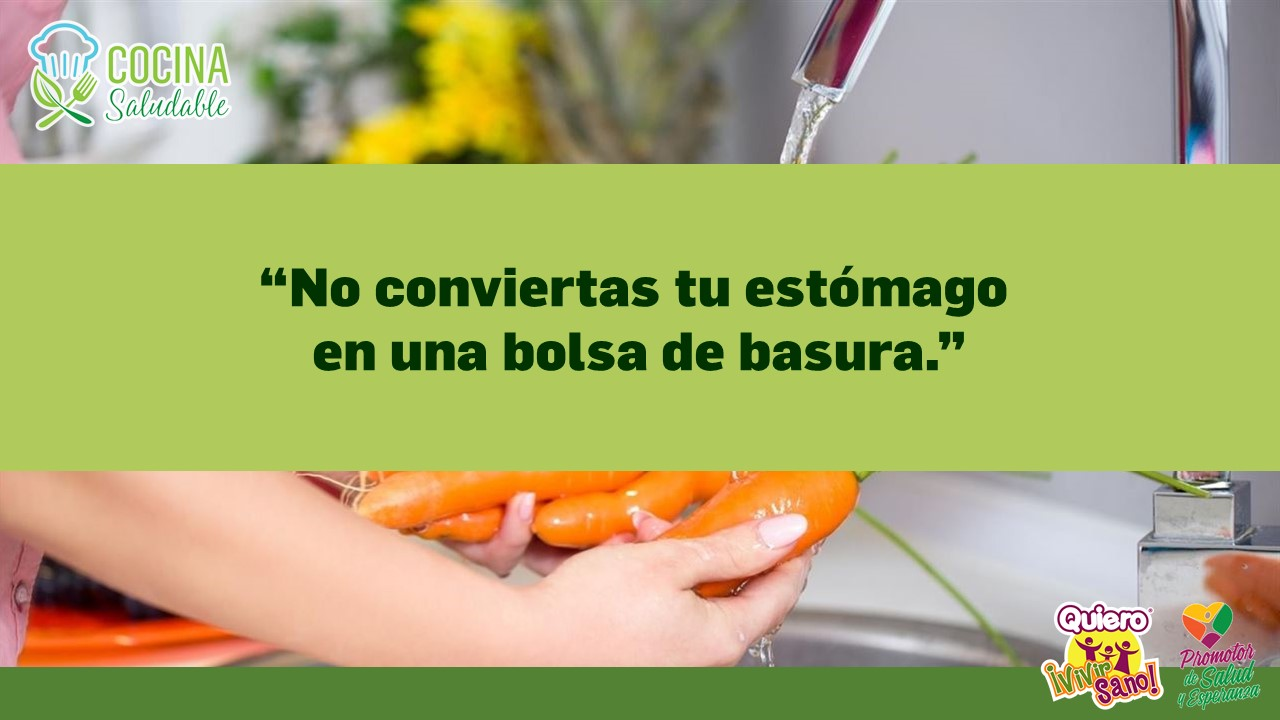 COCINA
Saludable
“No conviertas tu estómago
en una bolsa de basura.”
Quiero
¡Vivir
Sano!
Promotor
de Salud
y Esperanza